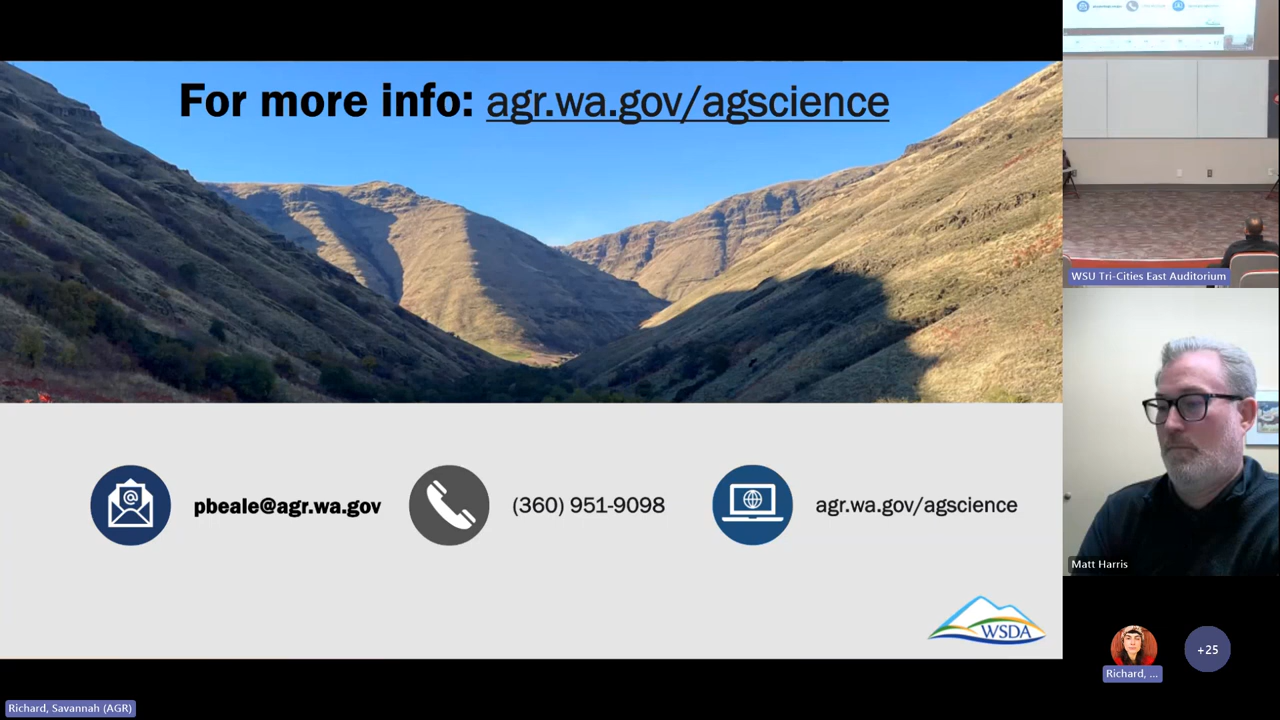 For more info: agr.wa.gov/agscience
pbeale@agr.wa.gov
(360) 951-9098
agr.wa.gov/agscience
WSDA
WSU Tri-Cities East Auditorium
Matt Harris
Richard, ...
+25
Richard, Savannah (AGR)